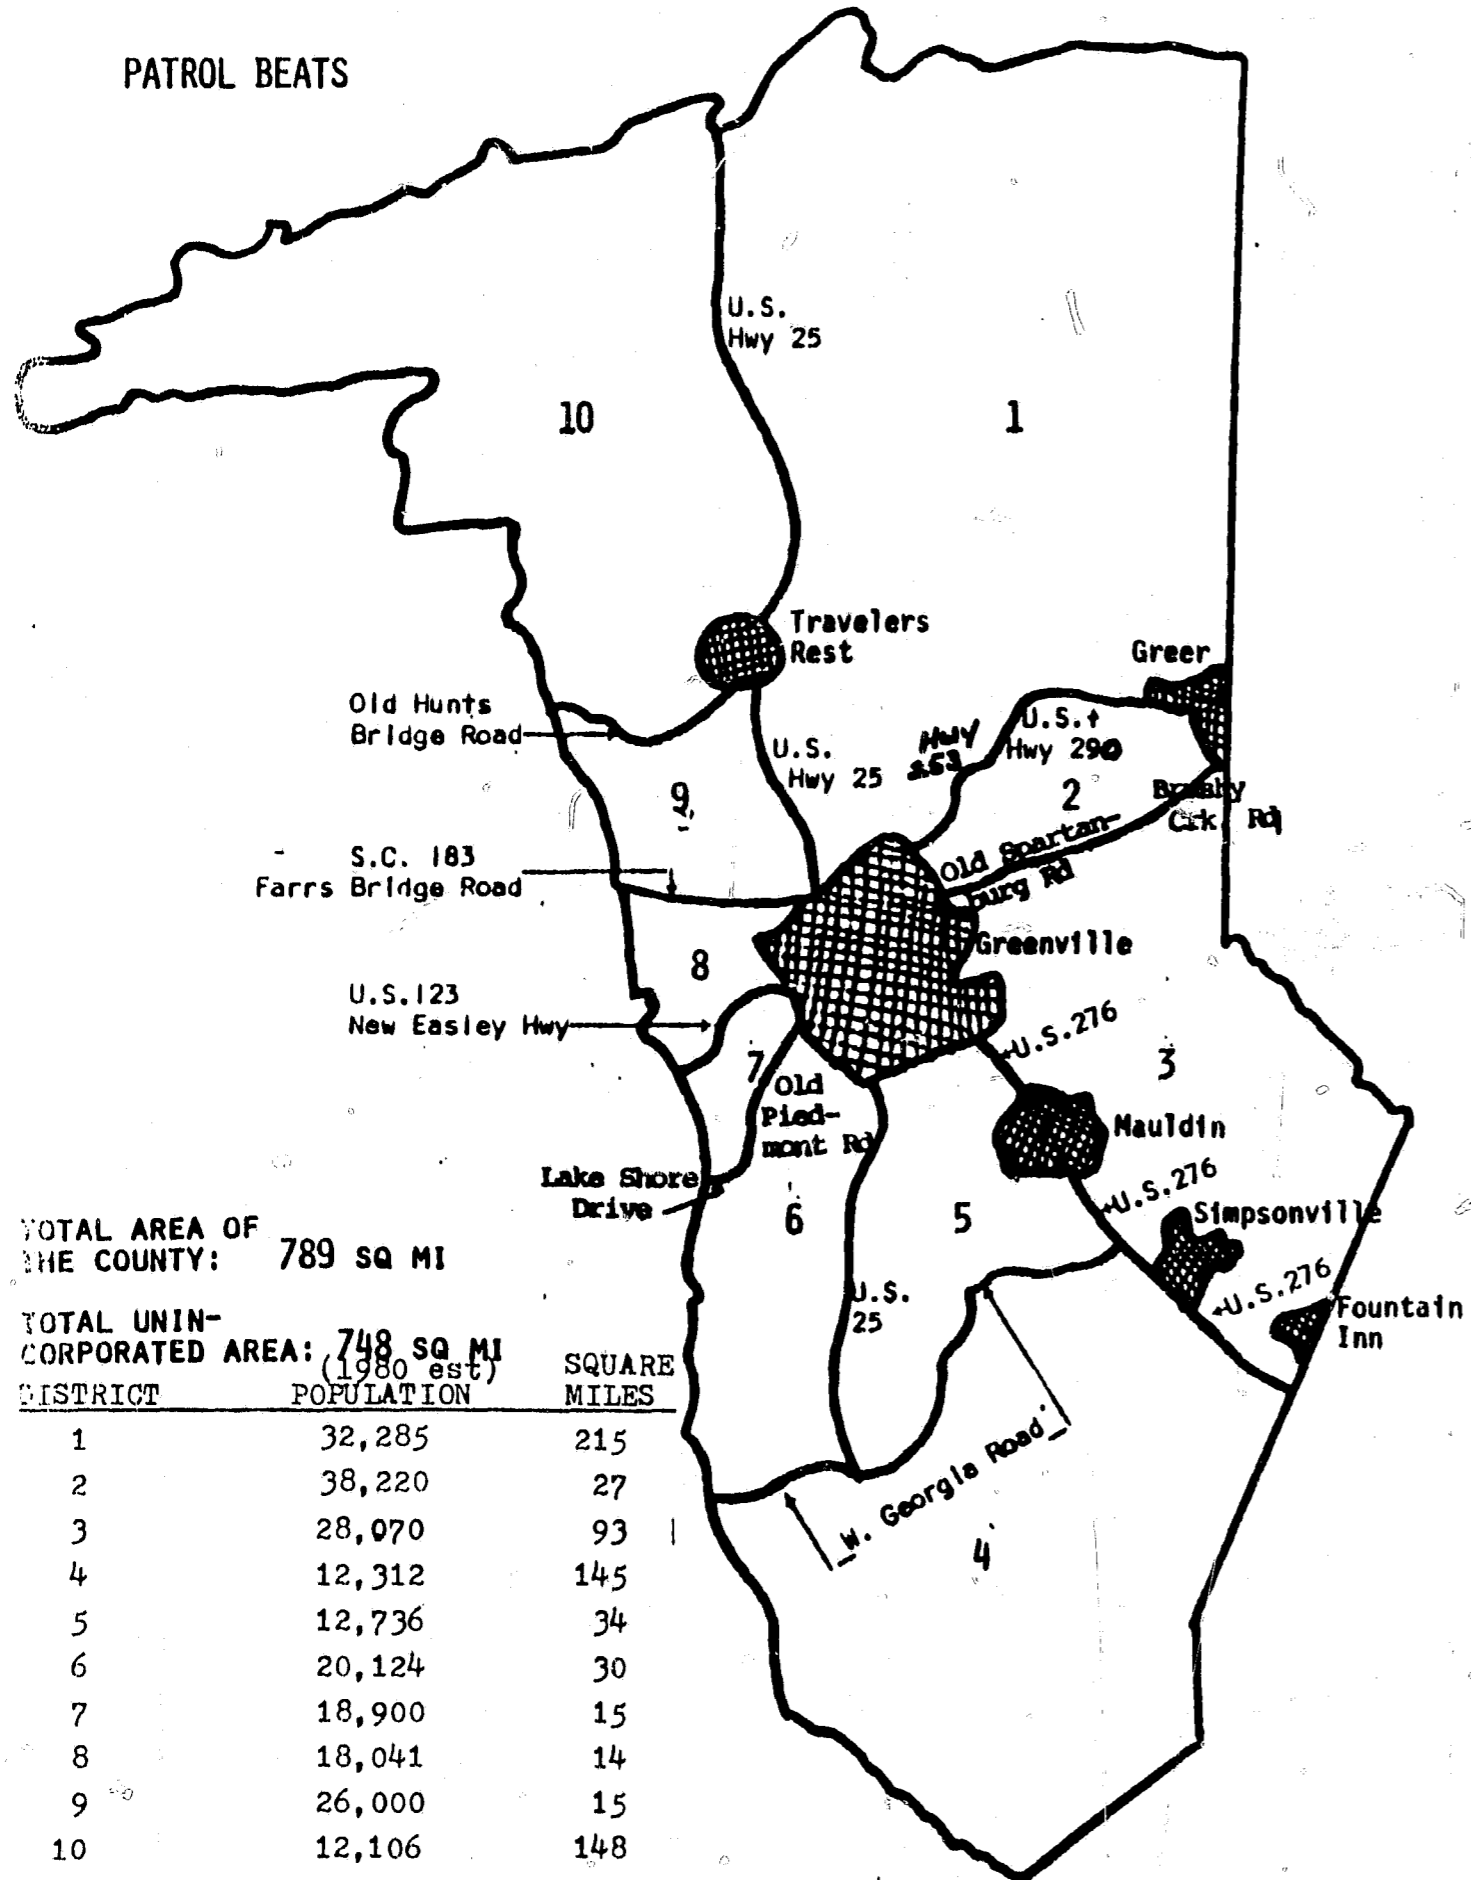 PATROL BEATS
U.S.
Hwy 25
10
1
Travelers
Rest
Greer
Old Hunts
Bridge Road
U.S.
Hwy 25
Hwy
U.S.
Hwy 290
9
2
Brushy
Crk Rd
Old Spartan-
burg Rd
S.C. 183
Farrs Bridge Road
Greenville
8
U.S.123
New Easley Hwy
U.S.276
3
7
Old
Pied-
mont Rd
Mauldin
Lake Shore
Drive
U.S.276
Simpsonville
6
5
U.S.
25
U.S.276
Fountain
Inn
W. Georgia Road
4
TOTAL AREA OF
THE COUNTY: 789 SQ MI
TOTAL UNIN-
CORPORATED AREA: 748 SQ MI
(1980 est) SQUARE
DISTRICT POPULATION MILES
1 32,285 215
2 38,220 27
3 28,070 93
4 12,312 145
5 12,736 34
6 20,124 30
7 18,900 15
8 18,041 14
9 26,000 15
10 12,106 148